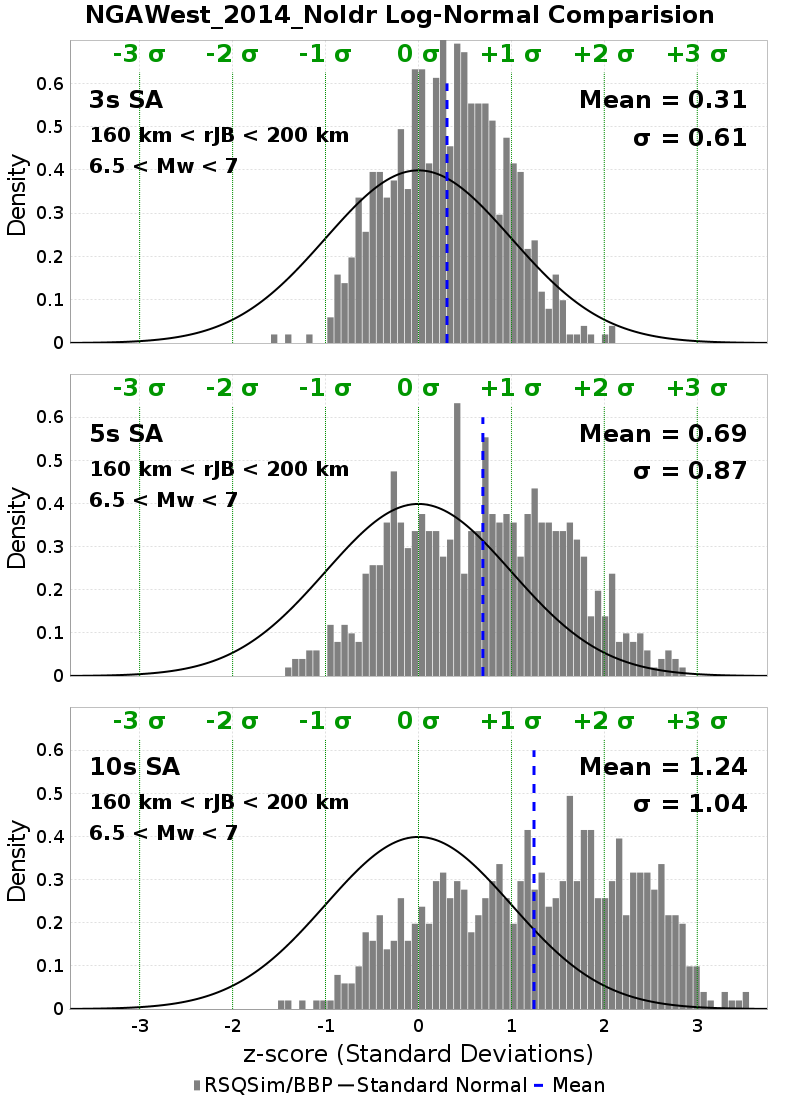 NGAWest_2014_NoIdr Log-Normal Comparision
-3 σ -2 σ -1 σ 0 σ +1 σ +2 σ +3 σ
3s SA
Mean = 0.31
160 km < rJB < 200 km
σ = 0.61
6.5 < Mw < 7
0.6
0.5
0.4
0.3
0.2
0.1
0
Density
-3 σ -2 σ -1 σ 0 σ +1 σ +2 σ +3 σ
5s SA
Mean = 0.69
160 km < rJB < 200 km
σ = 0.87
6.5 < Mw < 7
0.6
0.5
0.4
0.3
0.2
0.1
0
Density
-3 σ -2 σ -1 σ 0 σ +1 σ +2 σ +3 σ
10s SA
Mean = 1.24
160 km < rJB < 200 km
σ = 1.04
6.5 < Mw < 7
0.6
0.5
0.4
0.3
0.2
0.1
0
Density
-3 -2 -1 0 1 2 3
z-score (Standard Deviations)
RSQSim/BBP Standard Normal Mean